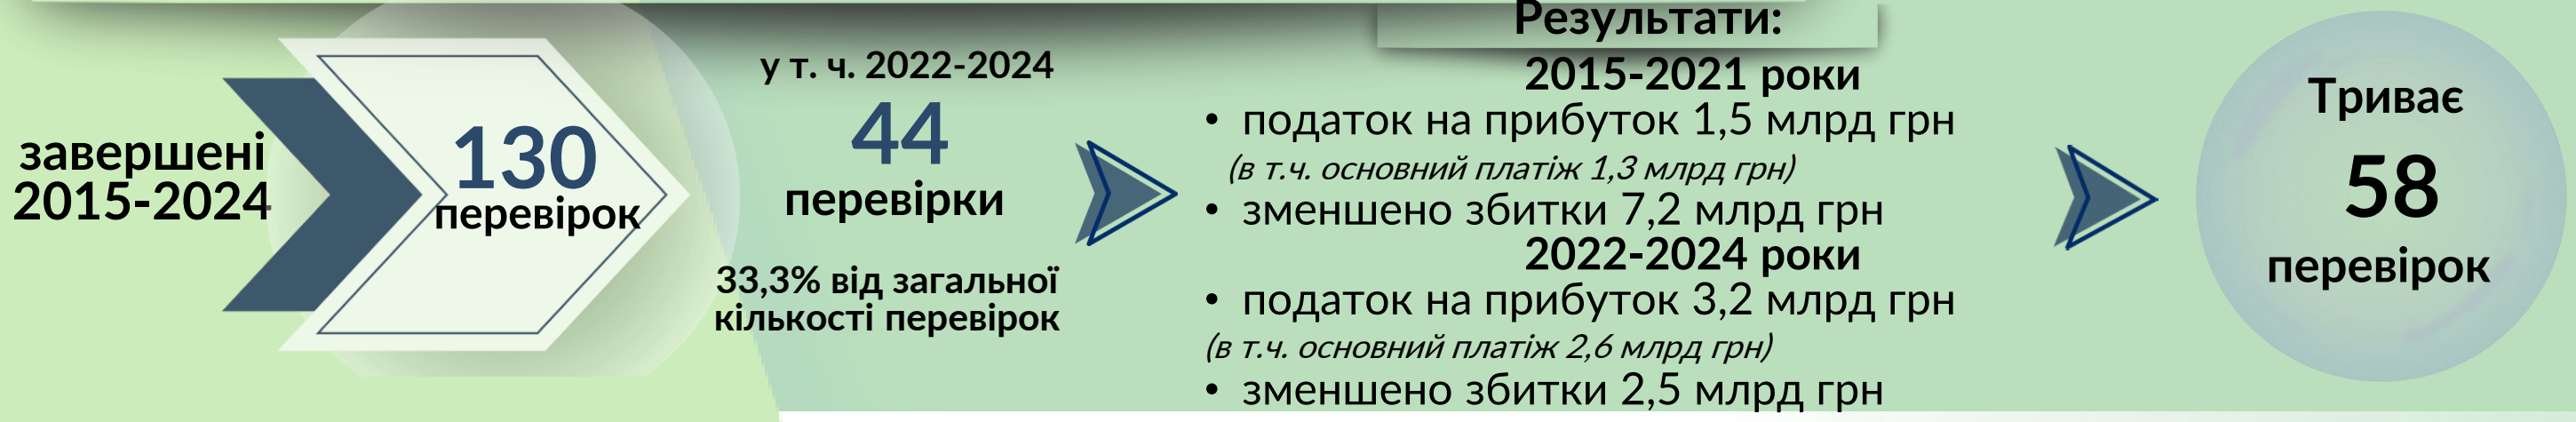 завершені
2015-2024
130
перевірок
у т. ч. 2022-2024
44
перевірки
33,3% від загальної
кількості перевірок
Результати:
2015-2021 роки
• податок на прибуток 1,5 млрд грн
(в т.ч. основний платіж 1,3 млрд грн)
• зменшено збитки 7,2 млрд грн
2022-2024 роки
• податок на прибуток 3,2 млрд грн
(в т.ч. основний платіж 2,6 млрд грн)
• зменшено збитки 2,5 млрд грн
Триває
58
перевірок